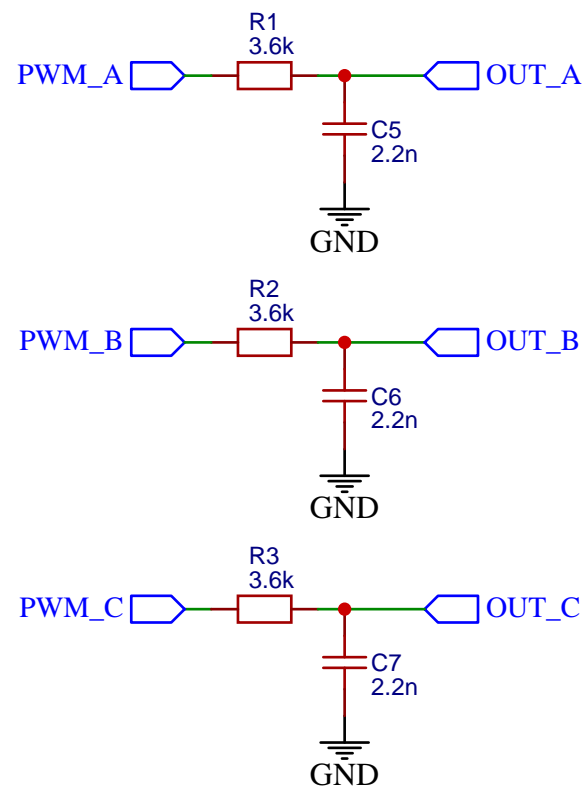 R1
3.6k
PWM_A
OUT_A
C5
2.2n
GND
R2
3.6k
PWM_B
OUT_B
C6
2.2n
GND
R3
3.6k
PWM_C
OUT_C
C7
2.2n
GND